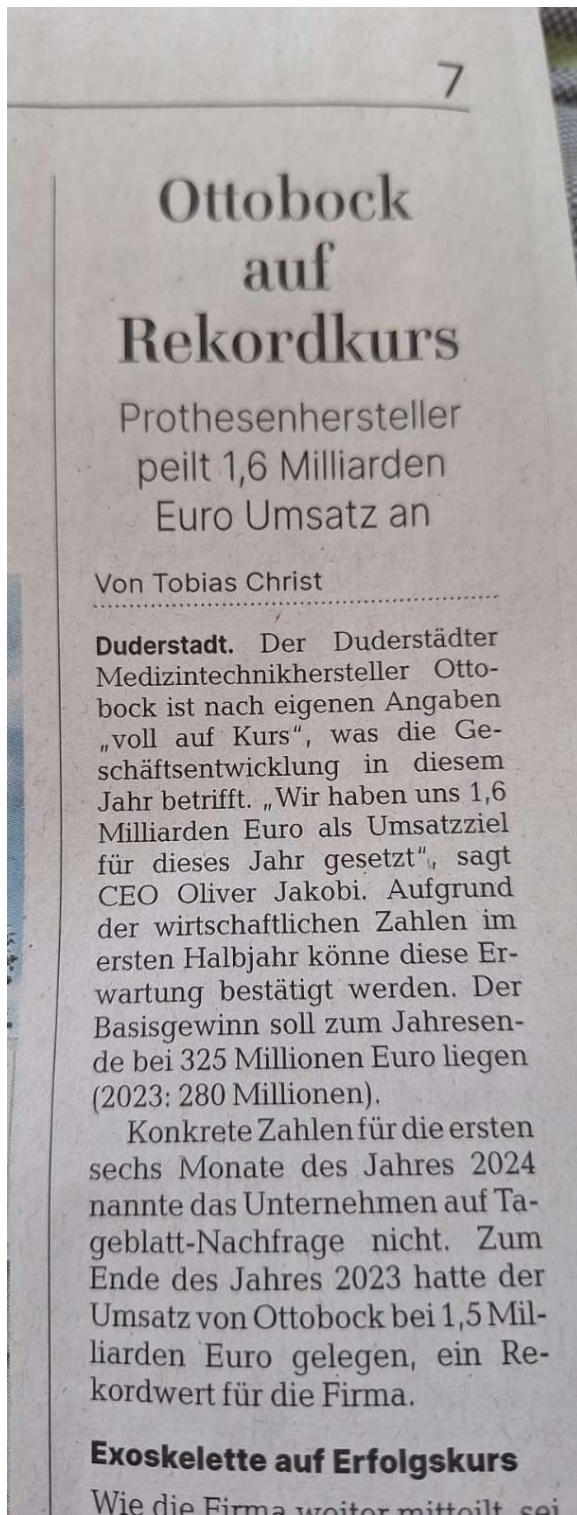 7
Ottobock
auf
Rekordkurs
Prothesenhersteller
peilt 1,6 Milliarden
Euro Umsatz an
Von Tobias Christ
Duderstadt. Der Duderstädter
Medizintechnikhersteller Otto-
bock ist nach eigenen Angaben
„voll auf Kurs“, was die Ge-
schäftsentwicklung in diesem
Jahr betrifft. „Wir haben uns 1,6
Milliarden Euro als Umsatzziel
für dieses Jahr gesetzt“, sagt
CEO Oliver Jakobi. Aufgrund
der wirtschaftlichen Zahlen im
ersten Halbjahr könne diese Er-
wartung bestätigt werden. Der
Basisgewinn soll zum Jahresen-
de bei 325 Millionen Euro liegen
(2023: 280 Millionen).
Konkrete Zahlen für die ersten
sechs Monate des Jahres 2024
nannte das Unternehmen auf Ta-
geblatt-Nachfrage nicht. Zum
Ende des Jahres 2023 hatte der
Umsatz von Ottobock bei 1,5 Mil-
liarden Euro gelegen, ein Re-
kordwert für die Firma.
Exoskelette auf Erfolgskurs
Wie die Firma weiter mitteilt, sei